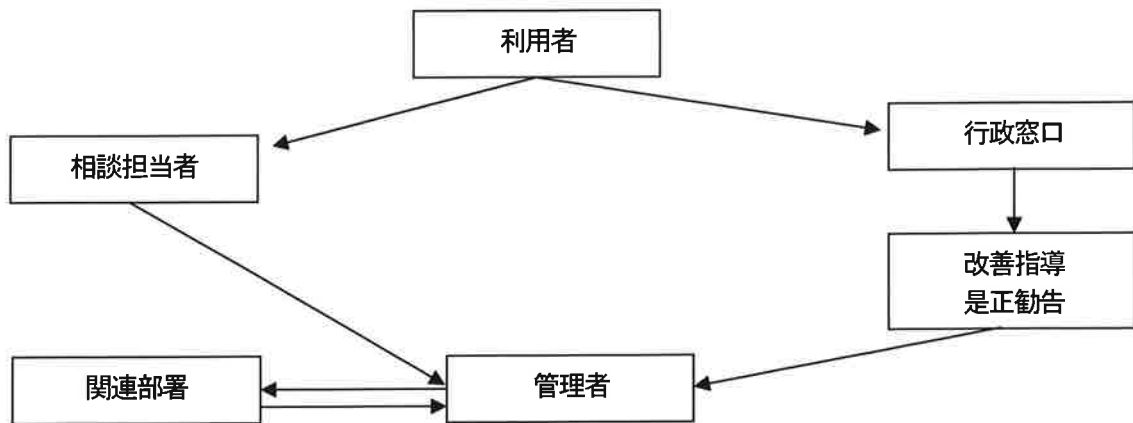 利用者
行政窓口
相談担当者
改善指導
是正勧告
関連部署
管理者